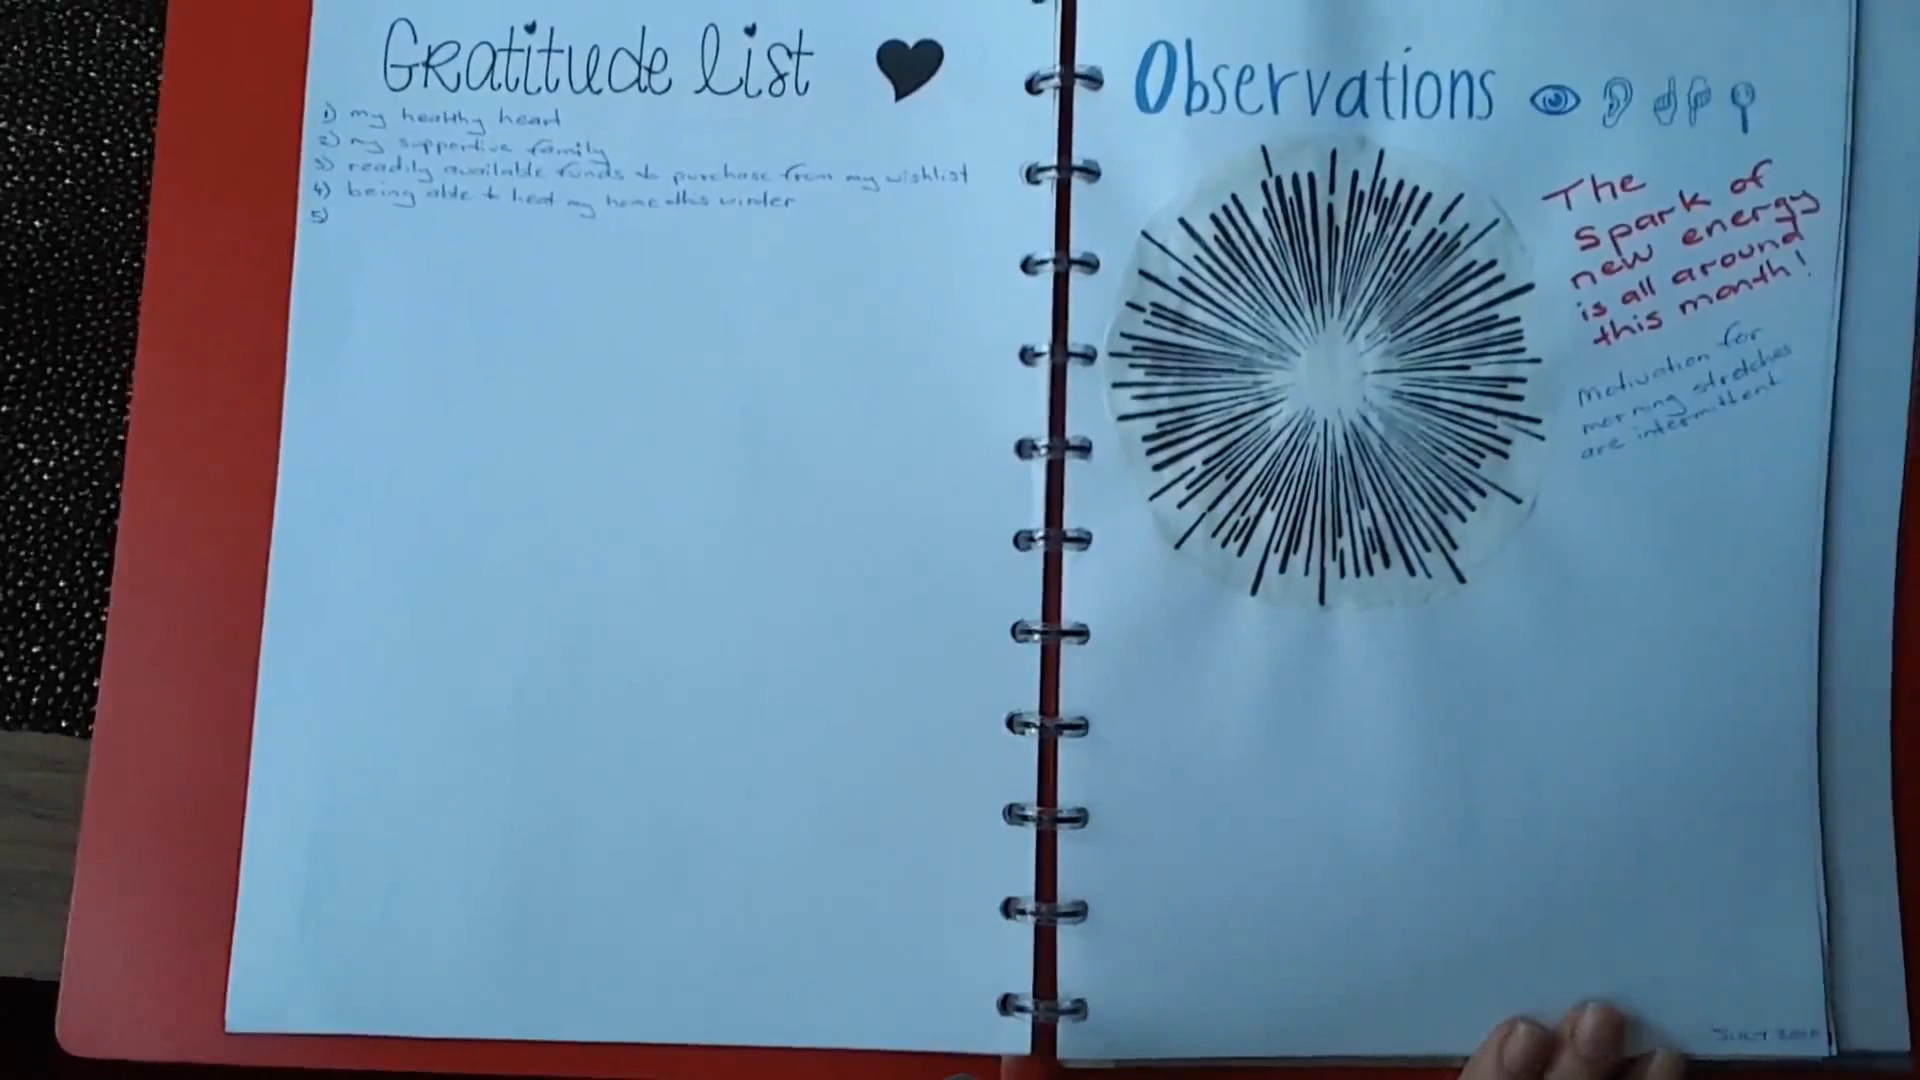 Gratitude list
1) my healthy heart
2) my supportive family
3) readily available funds to purchase from my wishlist
4) being able to heat my home this winter
5)
Observations
The
spark of
new energy
is all around
this month!
Motivation for
morning stretches
are intermittent
JULY